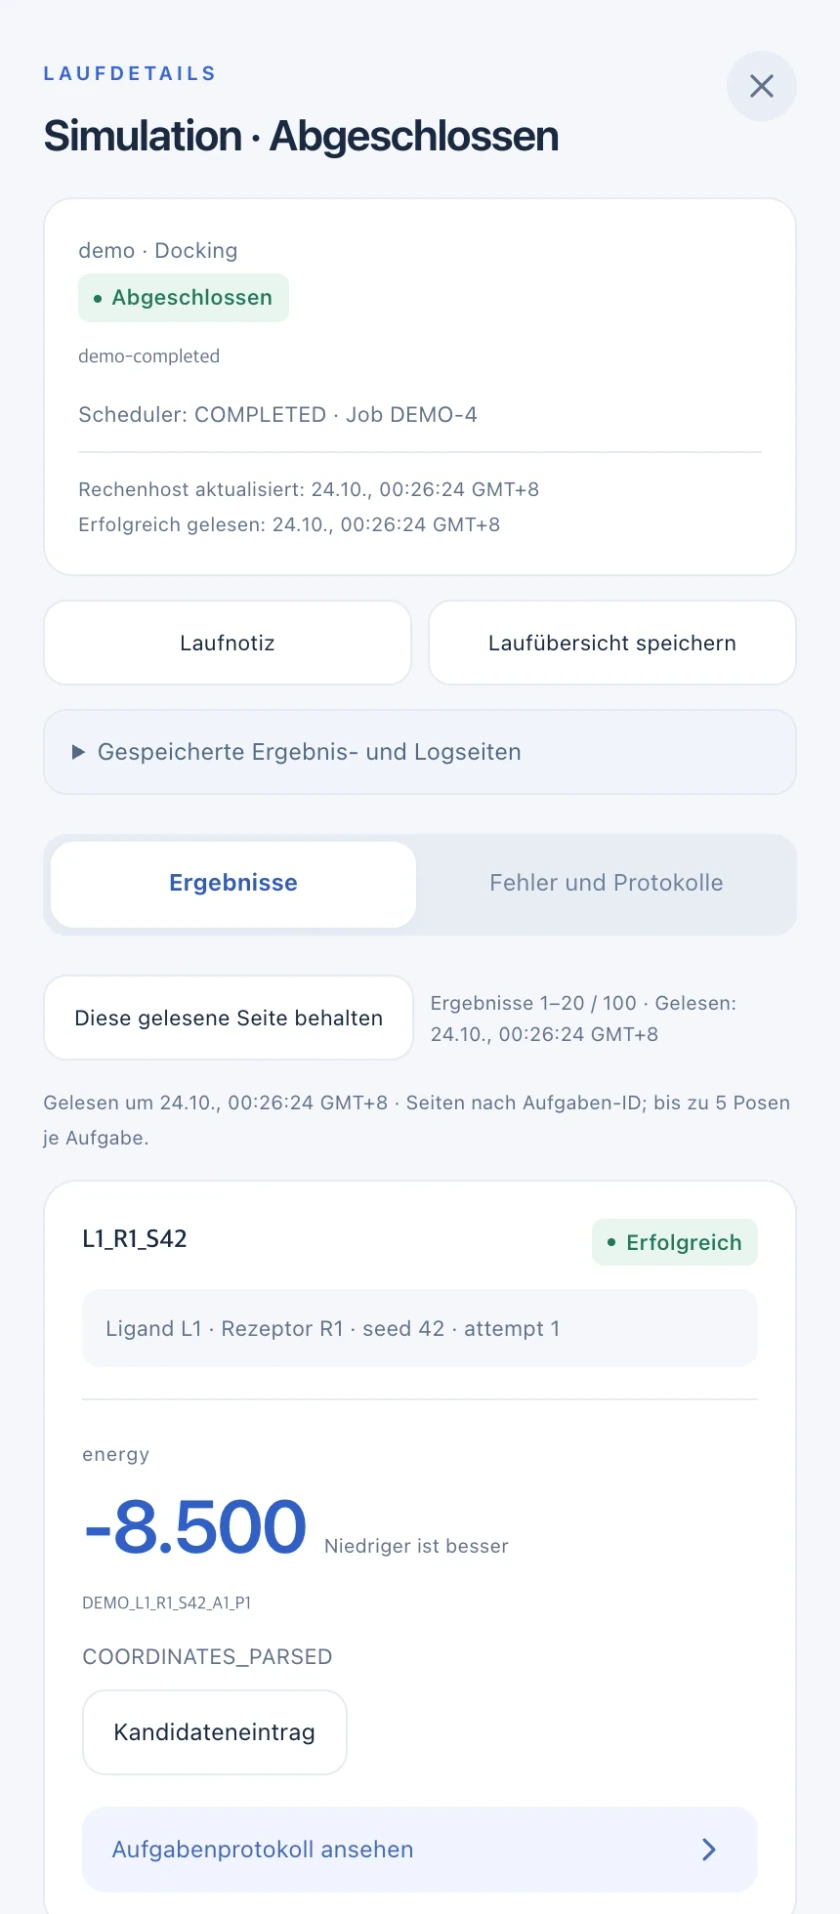 LAUFDETAILS
Simulation · Abgeschlossen
demo · Docking
• Abgeschlossen
demo-completed
Scheduler: COMPLETED · Job DEMO-4
Rechenhost aktualisiert: 24.10., 00:26:24 GMT+8
Erfolgreich gelesen: 24.10., 00:26:24 GMT+8
Laufnotiz
Laufübersicht speichern
▶ Gespeicherte Ergebnis- und Logseiten
Ergebnisse
Fehler und Protokolle
Diese gelesene Seite behalten
Ergebnisse 1–20 / 100 · Gelesen:
24.10., 00:26:24 GMT+8
Gelesen um 24.10., 00:26:24 GMT+8 · Seiten nach Aufgaben-ID; bis zu 5 Posen
je Aufgabe.
L1_R1_S42
• Erfolgreich
Ligand L1 · Rezeptor R1 · seed 42 · attempt 1
energy
-8.500 Niedriger ist besser
DEMO_L1_R1_S42_A1_P1
COORDINATES_PARSED
Kandidateneintrag
Aufgabenprotokoll ansehen